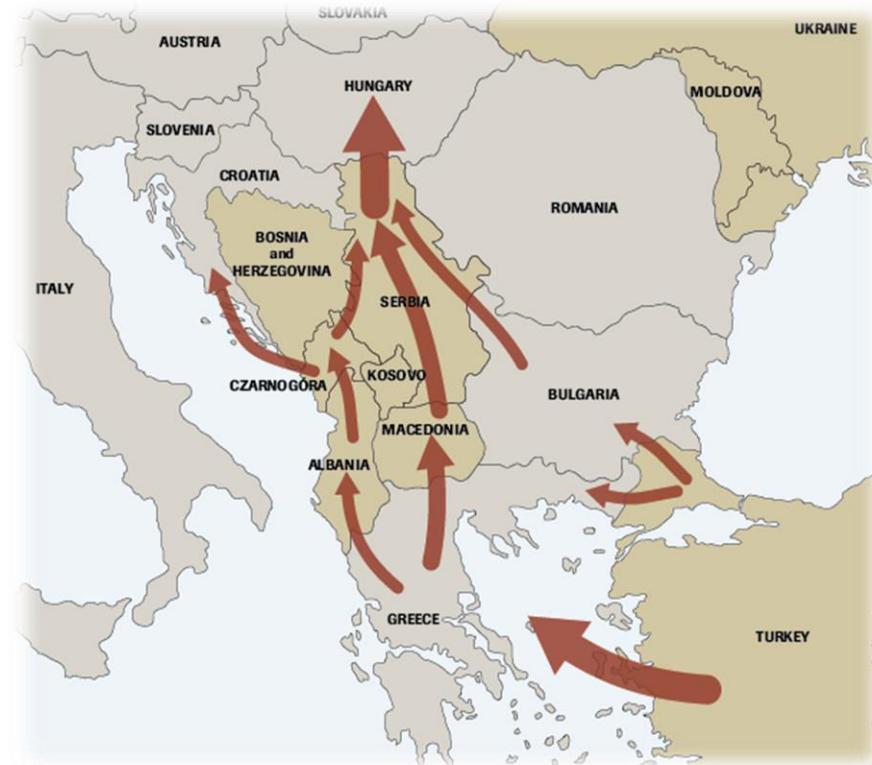 SLOVAKIA
UKRAINE
AUSTRIA
HUNGARY
MOLDOVA
SLOVENIA
CROATIA
ROMANIA
BOSNIA
and
HERZEGOVINA
ITALY
SERBIA
KOSOVO
CZARNOGÓRA
BULGARIA
MACEDONIA
ALBANIA
GREECE
TURKEY